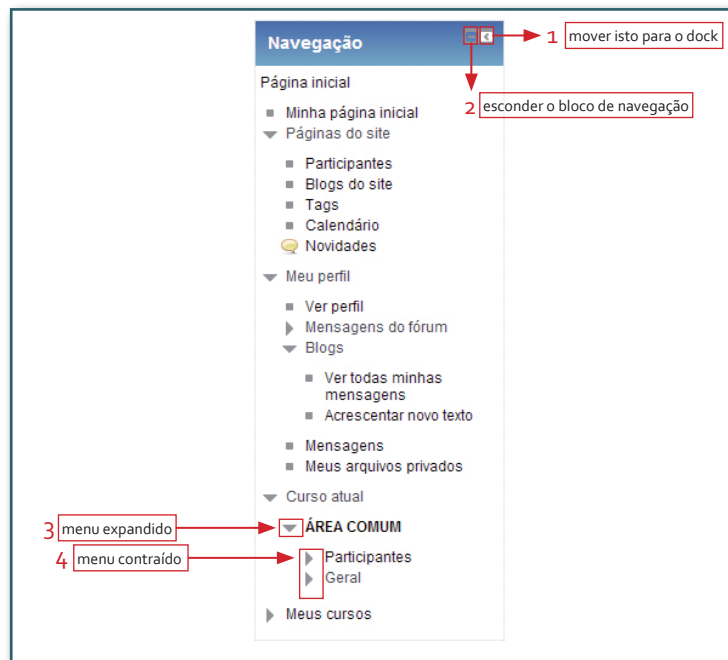 Navegação
1 mover isto para o dock
2 esconder o bloco de navegação
Página inicial
Minha página inicial
Páginas do site
Participantes
Blogs do site
Tags
Calendário
Novidades
Meu perfil
Ver perfil
Mensagens do fórum
Blogs
Ver todas minhas
mensagens
Acrescentar novo texto
Mensagens
Meus arquivos privados
Curso atual
3 menu expandido
ÁREA COMUM
4 menu contraído
Participantes
Geral
Meus cursos